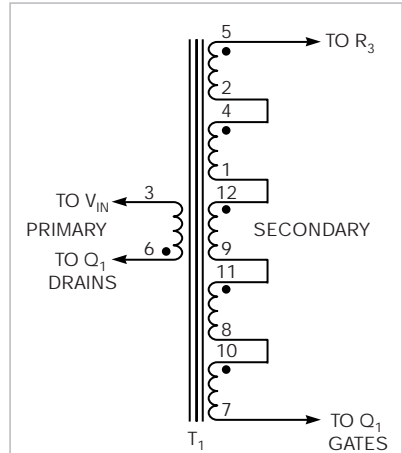 5
TO R3
2
4
1
TO VIN
3
12
PRIMARY
SECONDARY
TO Q1
6
9
DRAINS
11
8
10
7
TO Q1
T1
GATES